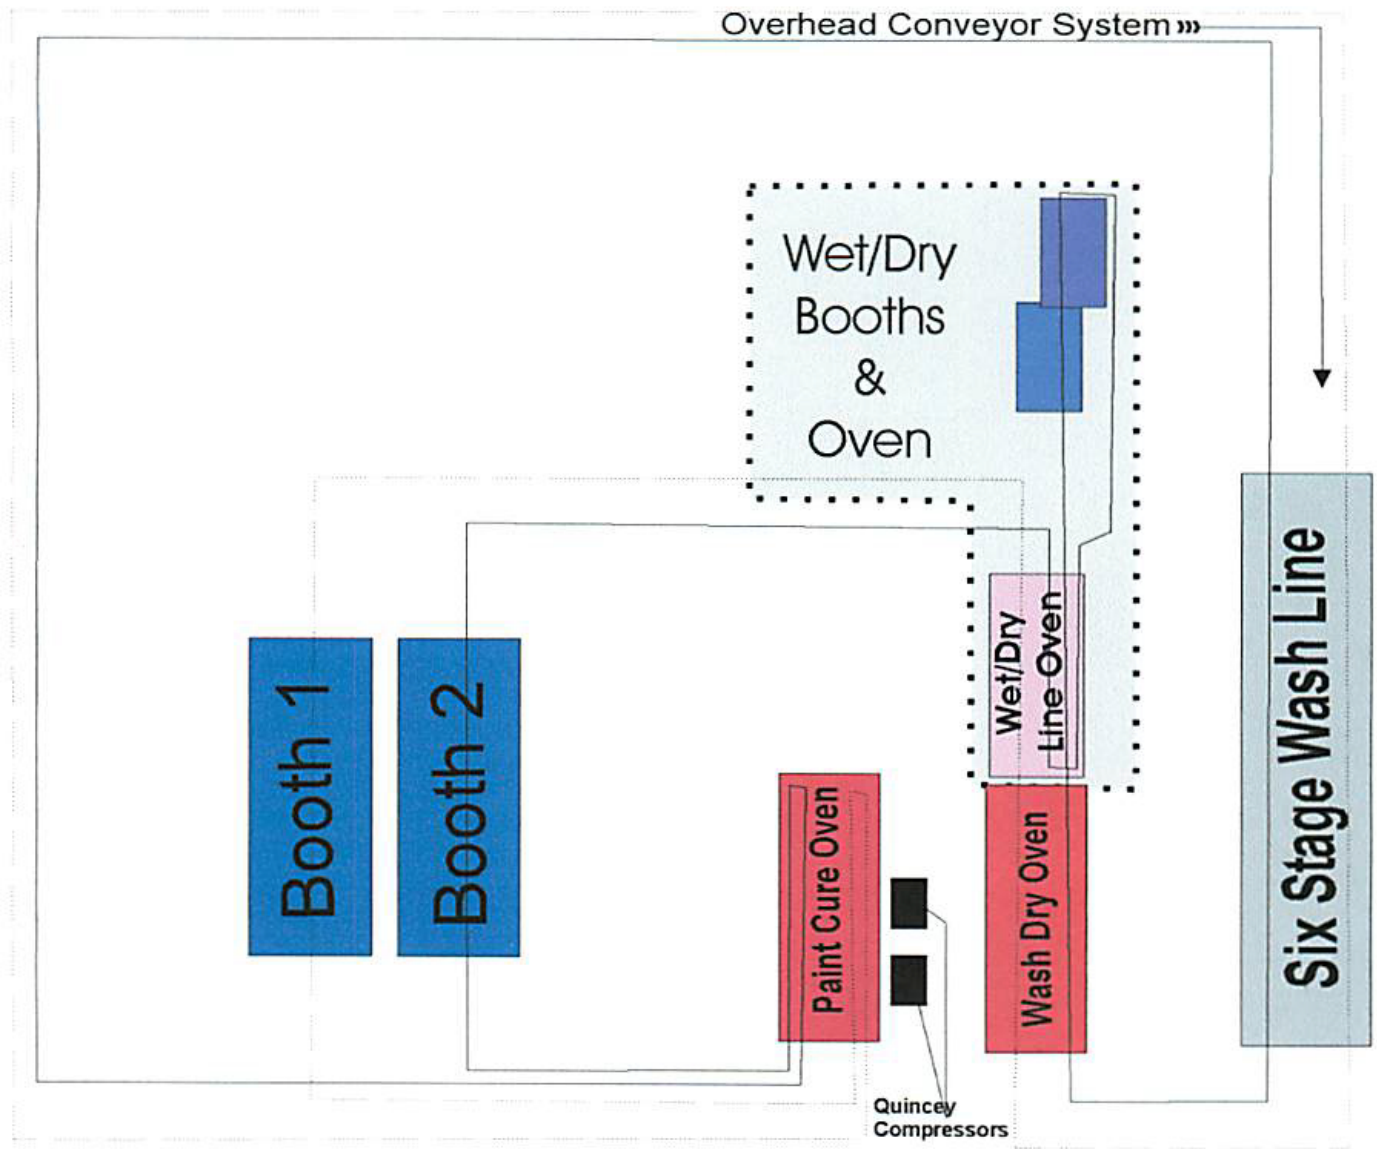 Overhead Conveyor System »»
Wet/Dry
Booths
&
Oven
Wet/Dry
Line Oven
Six Stage Wash Line
Booth 1
Booth 2
Paint Cure Oven
Wash Dry Oven
Quincey
Compressors